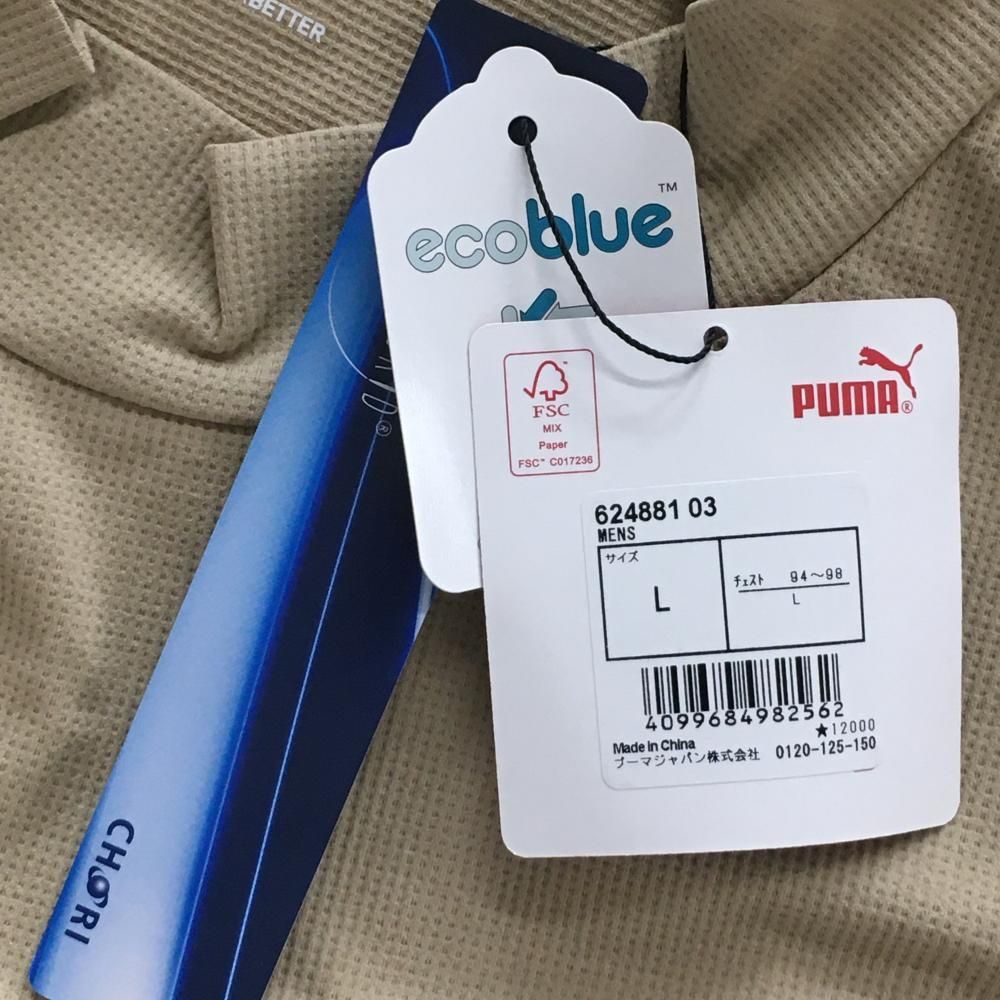 BETTER
ecoblue™
FSC
MIX
Paper
FSC™ C017236
PUMA®
624881 03
MENS
サイズ
L
チェスト 94～98
L
4099684982562
★12000
Made in China
プーマジャパン株式会社 0120-125-150
®
CHORI